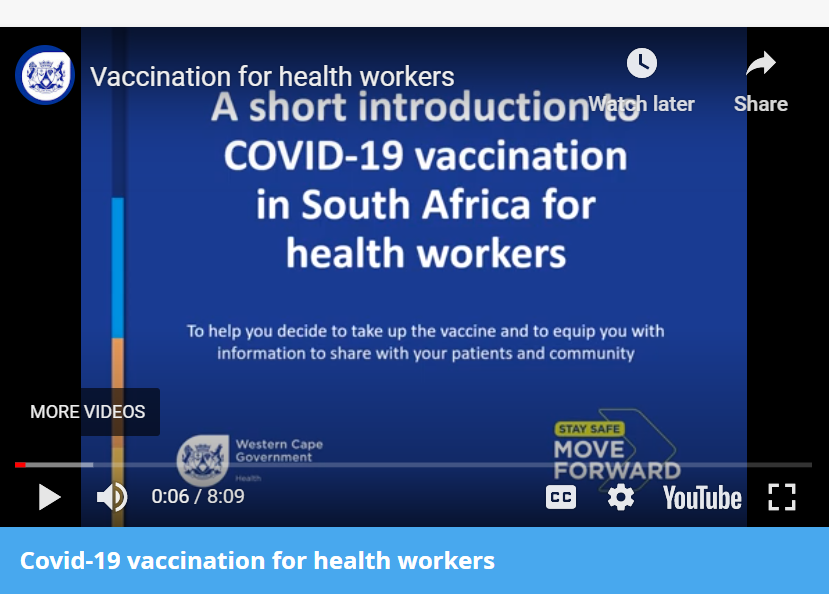 Vaccination for health workers
Watch later
Share
A short introduction to
COVID-19 vaccination
in South Africa for
health workers
To help you decide to take up the vaccine and to equip you with
information to share with your patients and community
MORE VIDEOS
Western Cape
Government
Health
STAY SAFE
MOVE
FORWARD
0:06 / 8:09
CC
YouTube
Covid-19 vaccination for health workers